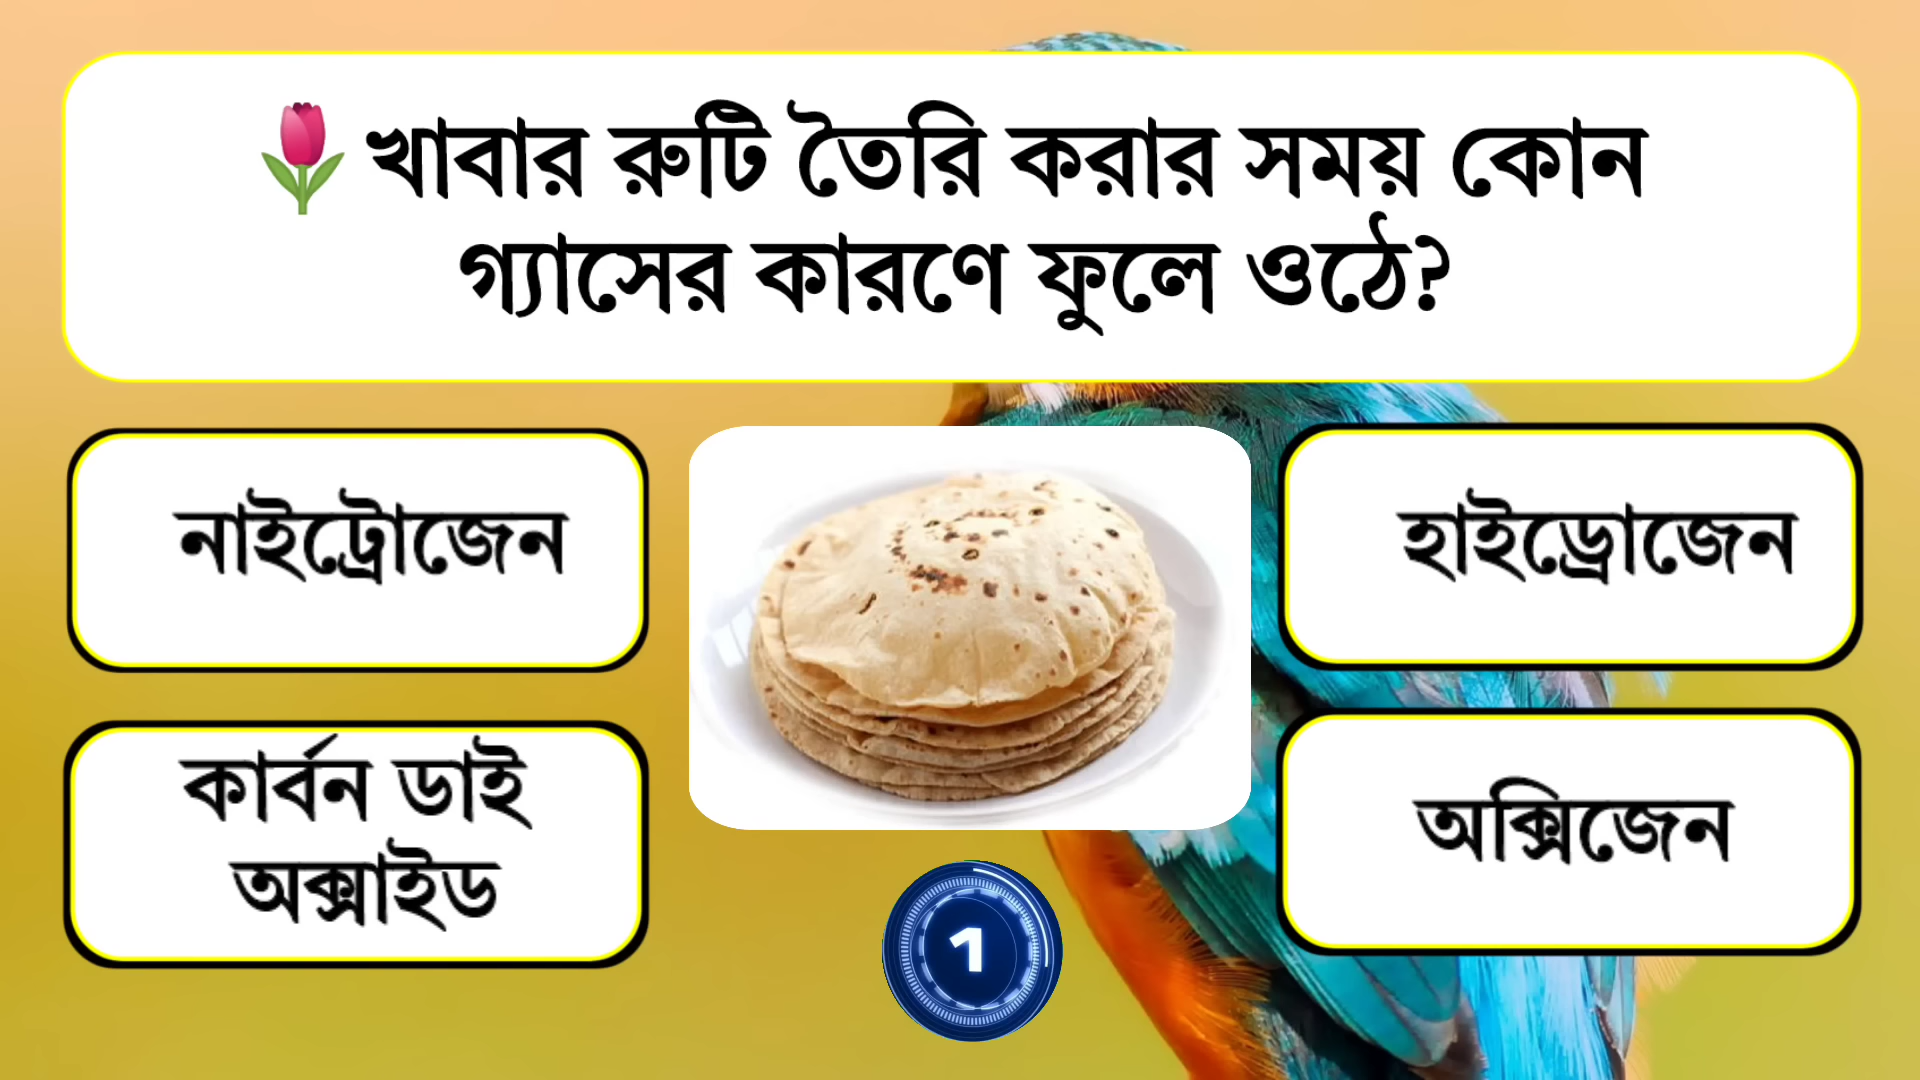 🌷খাবার রুটি তৈরি করার সময় কোন
গ্যাসের কারণে ফুলে ওঠে?
নাইট্রোজেন
হাইড্রোজেন
কার্বন ডাই
অক্সাইড
অক্সিজেন
1